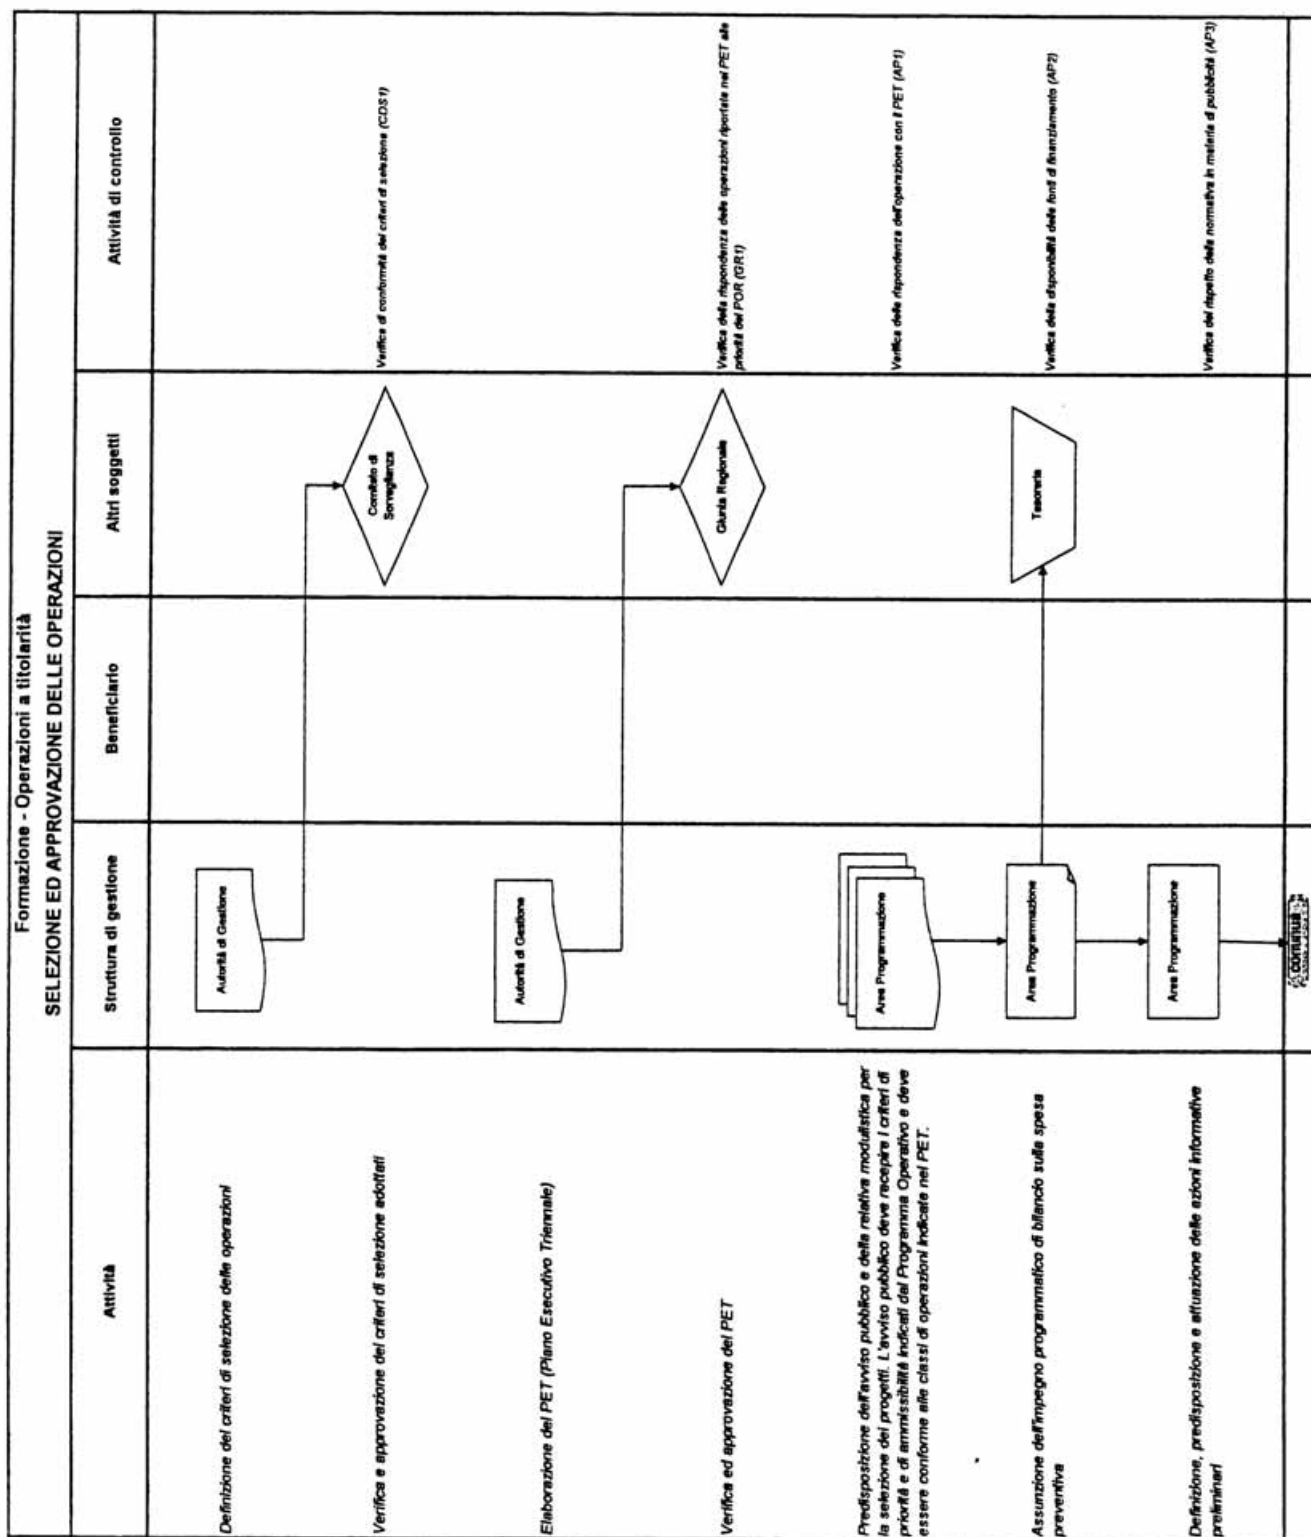 Formazione - Operazioni a titolarità
SELEZIONE ED APPROVAZIONE DELLE OPERAZIONI
Attività
Struttura di gestione
Beneficiario
Altri soggetti
Attività di controllo
Definizione dei criteri di selezione delle operazioni
Autorità di Gestione
Verifica e approvazione dei criteri di selezione adottati
Comitato di
Sorveglianza
Verifica di conformità dei criteri di selezione (CDS1)
Elaborazione del PET (Piano Esecutivo Triennale)
Autorità di Gestione
Verifica ed approvazione del PET
Giunta Regionale
Verifica della rispondenza delle operazioni riportate nel PET alle
priorità del POR (GR1)
Predisposizione dell'avviso pubblico e della relativa modulistica per
la selezione dei progetti. L'avviso pubblico deve recepire i criteri di
priorità e di ammissibilità indicati dal Programma Operativo e deve
essere conforme alle classi di operazioni indicate nel PET.
Area Programmazione
Verifica della rispondenza dell'operazione con il PET (AP1)
Assunzione dell'impegno programmatico di bilancio sulla spesa
preventiva
Area Programmazione
Tesoreria
Verifica della disponibilità delle fonti di finanziamento (AP2)
Definizione, predisposizione e attuazione delle azioni informative
preliminari
Area Programmazione
Verifica del rispetto della normativa in materia di pubblicità (AP3)
continua